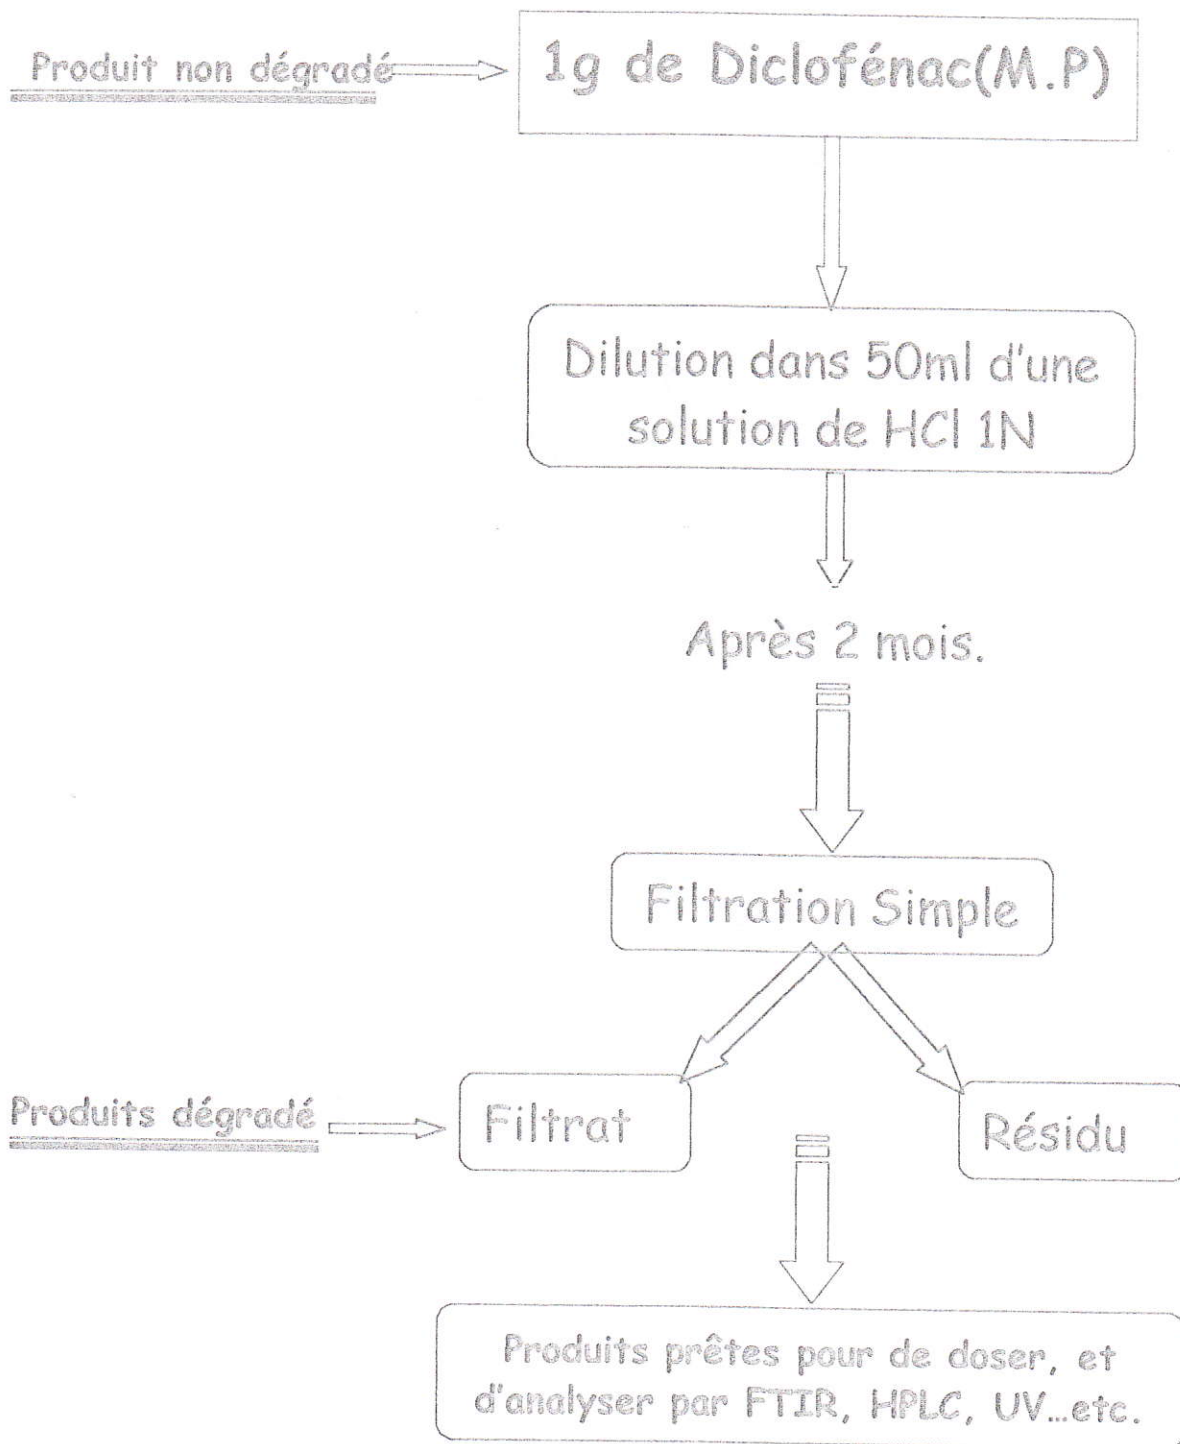 Produit non dégradé
1g de Diclofénac(M.P)
Dilution dans 50ml d'une
solution de HCl 1N
Après 2 mois.
Filtration Simple
Produits dégradé
Filtrat
Résidu
Produits prêtes pour de doser, et
d'analyser par FTIR, HPLC, UV...etc.